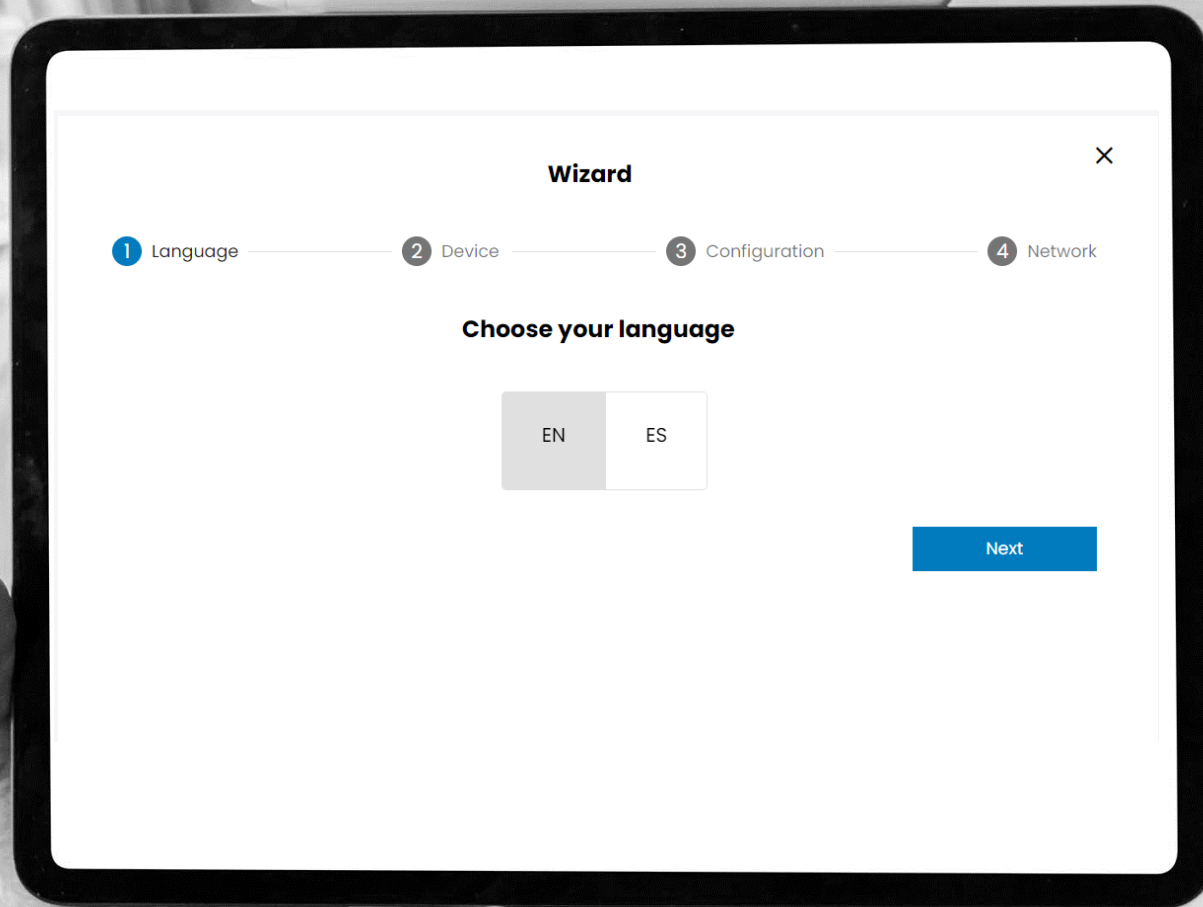 Wizard
1 Language 2 Device 3 Configuration 4 Network
Choose your language
EN ES
Next